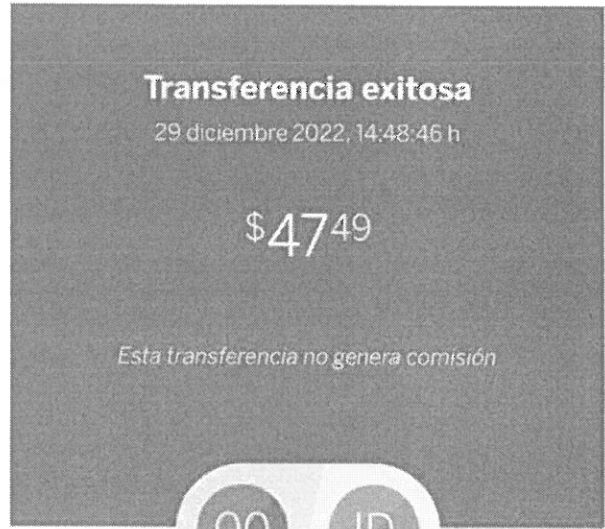 Transferencia exitosa
29 diciembre 2022, 14:48:46 h
$4749
Esta transferencia no genera comisión